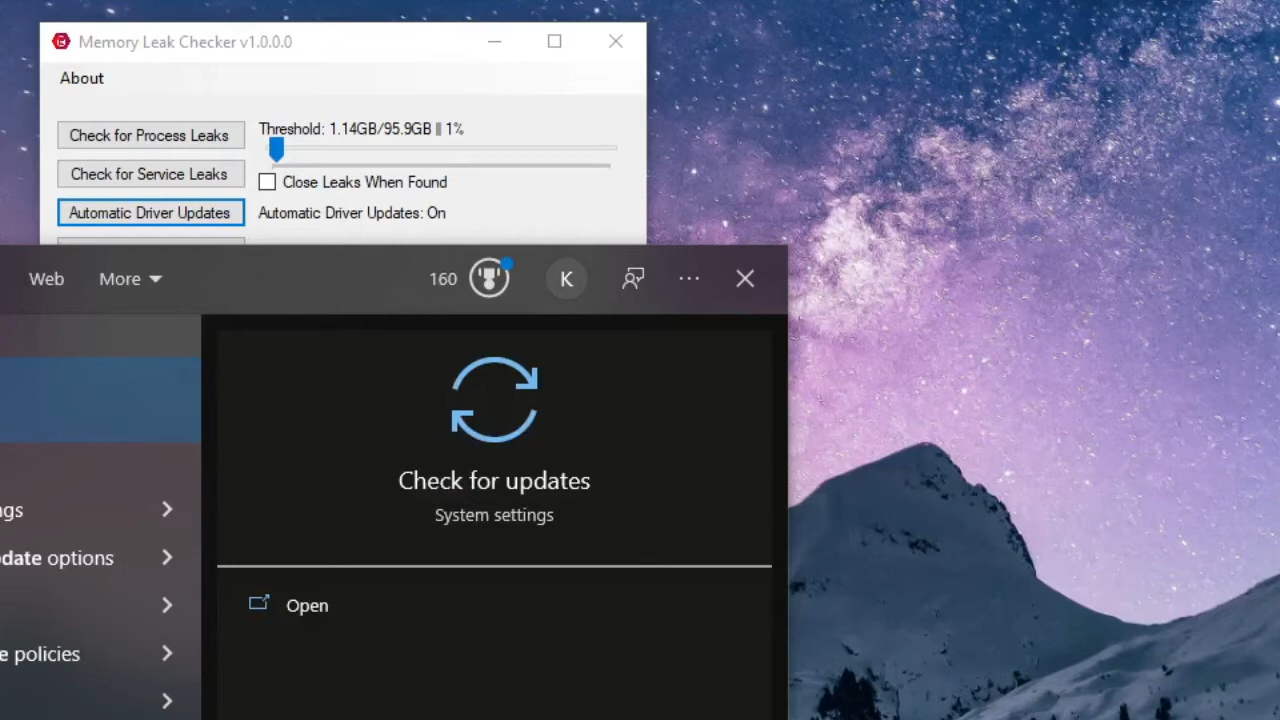 Memory Leak Checker v1.0.0.0
About
Check for Process Leaks
Threshold: 1.14GB/95.9GB || 1%
Check for Service Leaks
Close Leaks When Found
Automatic Driver Updates
Automatic Driver Updates: On
Web
More
160
K
Check for updates
System settings
gs
date options
Open
e policies